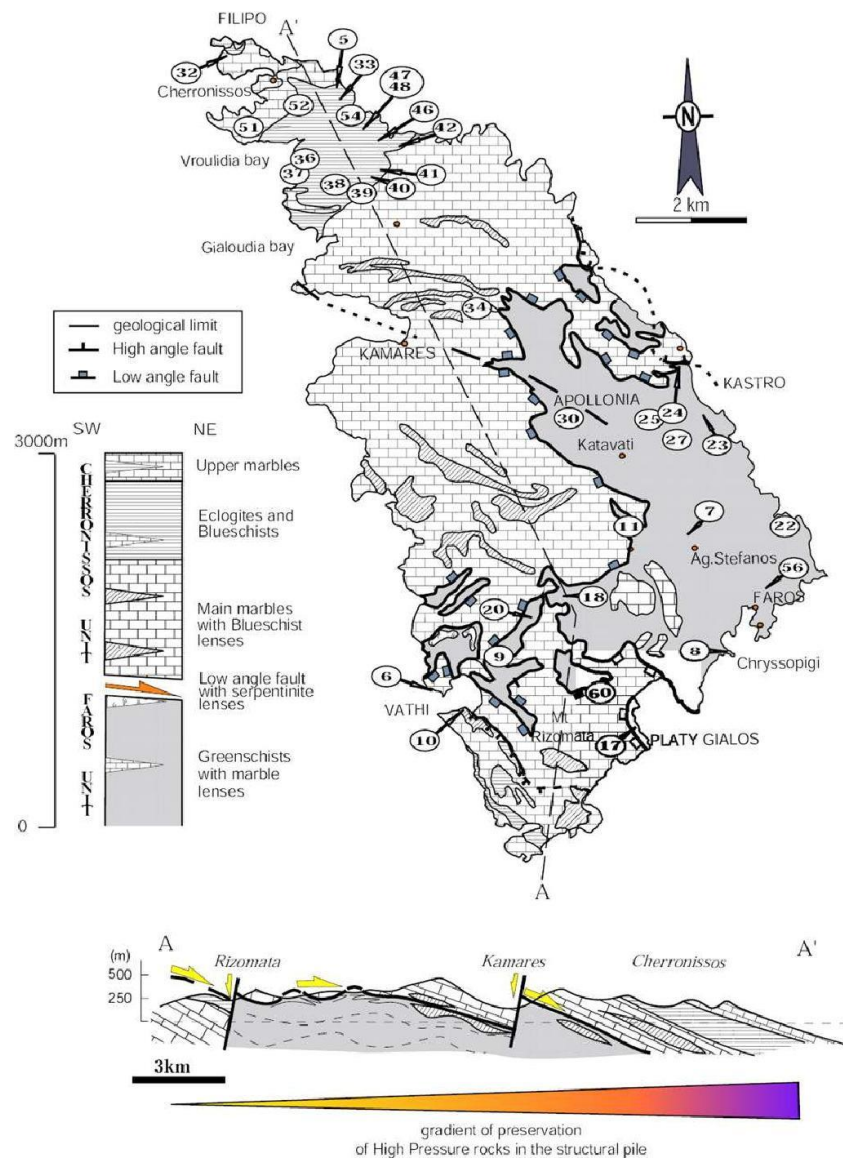 FILIPO
A'
5
33
47
48
32
46
Cherronissos
52
54
42
51
N
Vroulidia bay
36
37
41
38
40
39
2 km
Gialoudia bay
34
geological limit
High angle fault
Low angle fault
KAMARES
KASTRO
APOLLONIA
24
30
25
23
Katavati
27
3000m
SW
NE
Upper marbles
CHERRONISSOS UNIT
Eclogites and
Blueschists
7
11
22
Ag.Stefanos
56
18
FAROS
20
Main marbles
with Blueschist
lenses
9
8
Chryssopigi
6
Low angle fault
with serpentinite
lenses
60
VATHI
Mt
Rizomata
10
17
PLATY GIALOS
FAROS UNIT
Greenschists
with marble
lenses
0
A
A
A'
(m)
Rizomata
Kamares
Cherronissos
500
250
3km
gradient of preservation
of High Pressure rocks in the structural pile